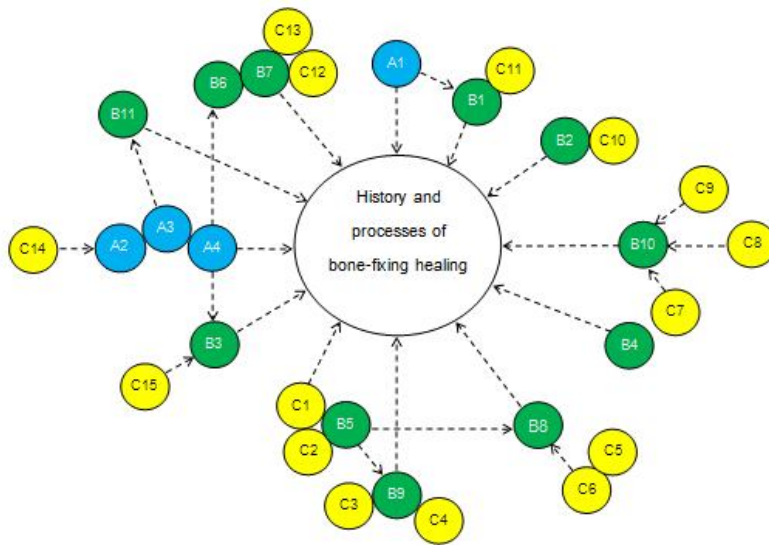 C13
C12
B6
B7
A1
C11
B1
B11
B2
C10
C9
History and
processes of
bone-fixing healing
C14
A2
A3
A4
B10
C8
C7
B3
B4
C15
C1
B5
C2
B8
C5
C6
C3
B9
C4